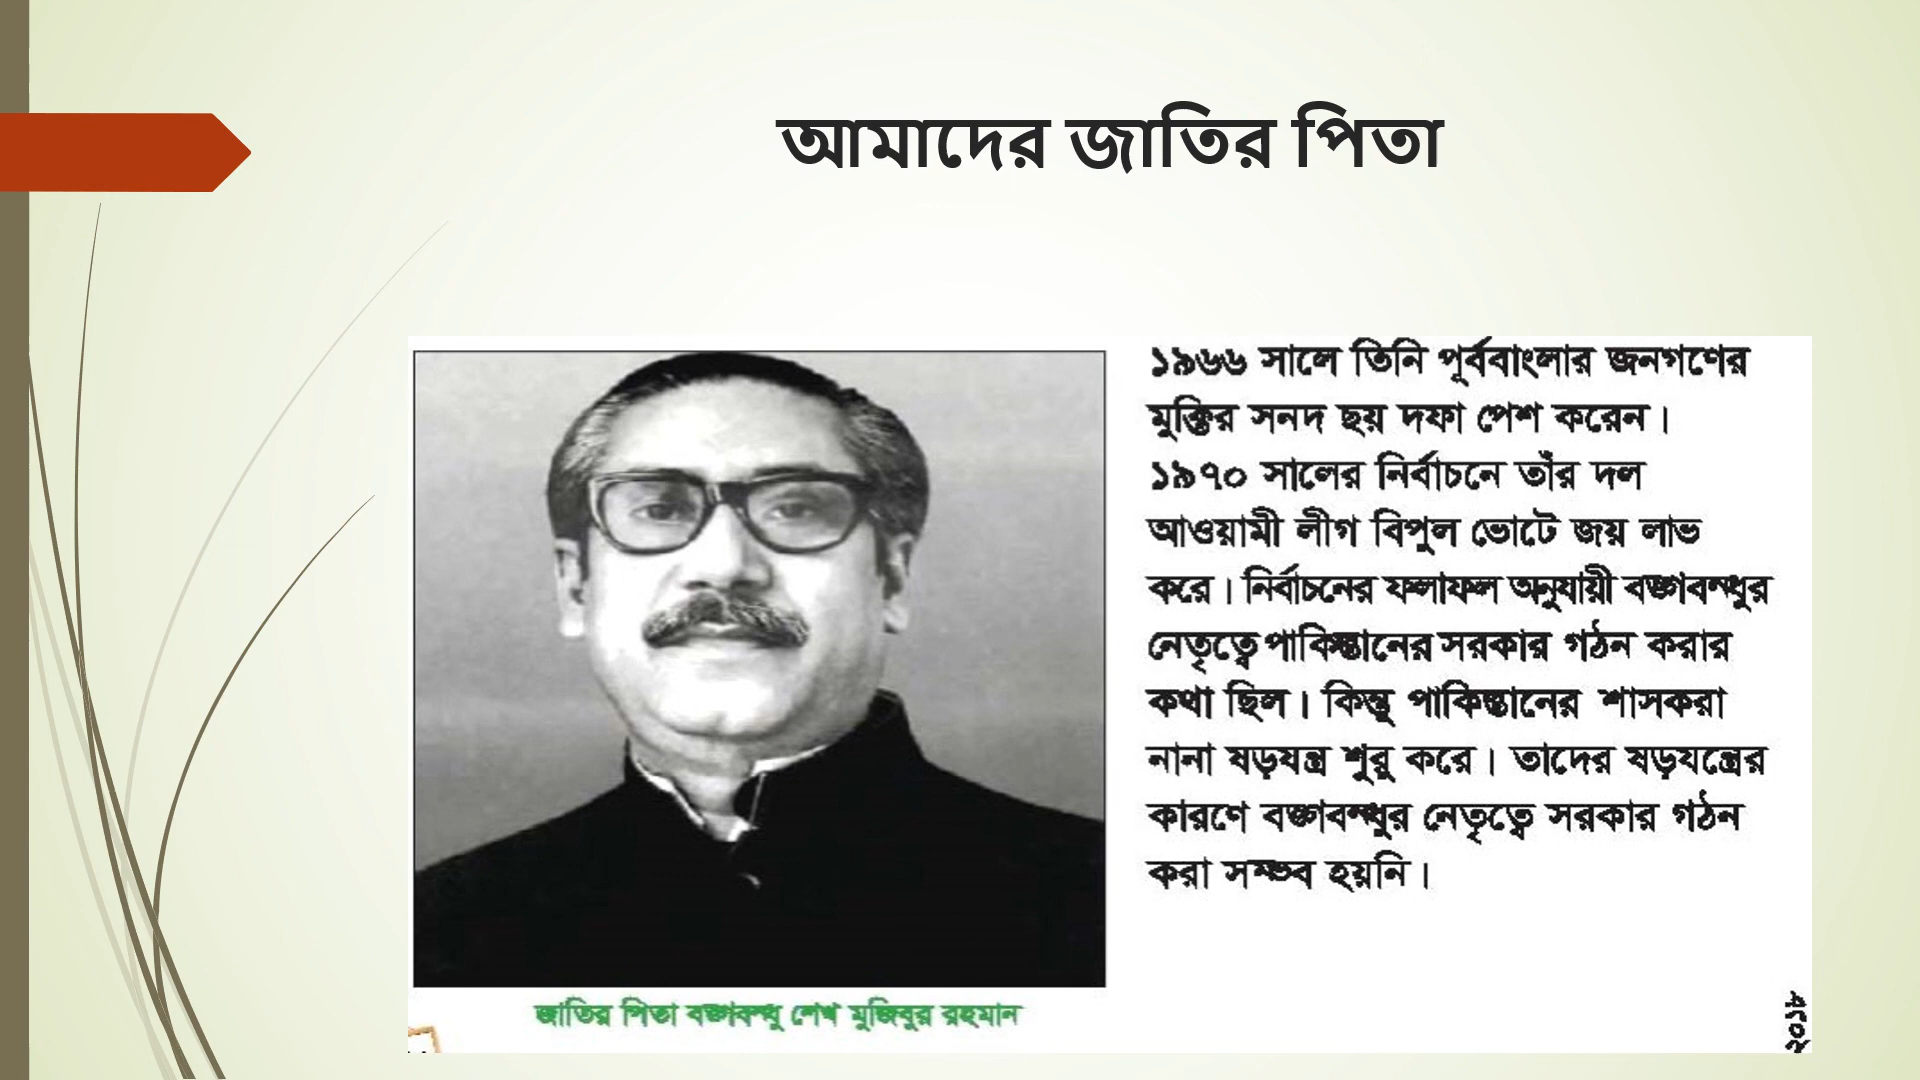 আমাদের জাতির পিতা
১৯৬৬ সালে তিনি পূর্ববাংলার জনগণের
মুক্তির সনদ ছয় দফা পেশ করেন।
১৯৭০ সালের নির্বাচনে তাঁর দল
আওয়ামী লীগ বিপুল ভোটে জয় লাভ
করে। নির্বাচনের ফলাফল অনুযায়ী বঙ্গবন্ধুর
নেতৃত্বে পাকিস্তানের সরকার গঠন করার
কথা ছিল। কিন্তু পাকিস্তানের শাসকরা
নানা ষড়যন্ত্র শুরু করে। তাদের ষড়যন্ত্রের
কারণে বঙ্গবন্ধুর নেতৃত্বে সরকার গঠন
করা সম্ভব হয়নি।
জাতির পিতা বঙ্গবন্ধু শেখ মুজিবুর রহমান
২০১৮